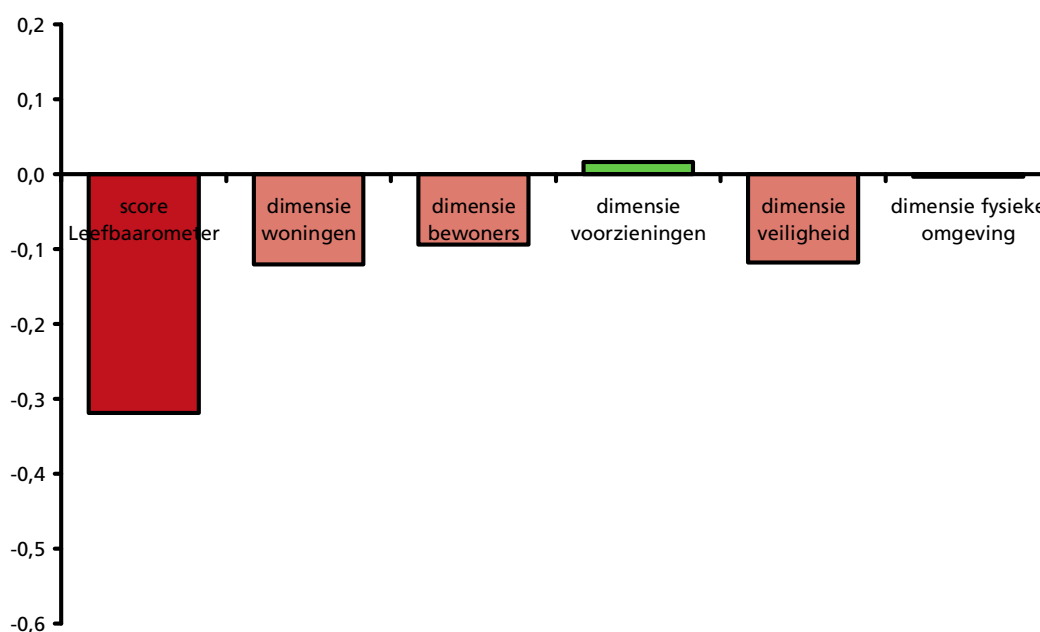 0,2
0,1
0,0
-0,1
-0,2
-0,3
-0,4
-0,5
-0,6
score
Leefbaarometer
dimensie
woningen
dimensie
bewoners
dimensie
voorzieningen
dimensie
veiligheid
dimensie fysieke
omgeving